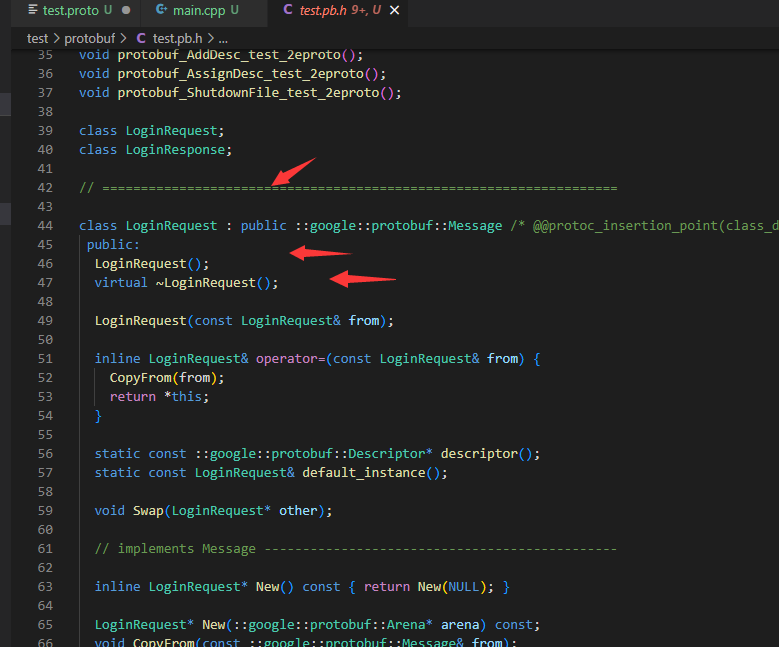 test.proto U ●
main.cpp U
C test.pb.h 9+, U ×
test > protobuf > C test.pb.h > ...
35 void protobuf_AddDesc_test_2eproto();
36 void protobuf_AssignDesc_test_2eproto();
37 void protobuf_ShutdownFile_test_2eproto();
38
39 class LoginRequest;
40 class LoginResponse;
41
42 // ===================================================================
43
44 class LoginRequest : public ::google::protobuf::Message /* @@protoc_insertion_point(class_d
45 public:
46 LoginRequest();
47 virtual ~LoginRequest();
48
49 LoginRequest(const LoginRequest& from);
50
51 inline LoginRequest& operator=(const LoginRequest& from) {
52 CopyFrom(from);
53 return *this;
54 }
55
56 static const ::google::protobuf::Descriptor* descriptor();
57 static const LoginRequest& default_instance();
58
59 void Swap(LoginRequest* other);
60
61 // implements Message ----------------------------------------------
62
63 inline LoginRequest* New() const { return New(NULL); }
64
65 LoginRequest* New(::google::protobuf::Arena* arena) const;
66 void CopyFrom(const ::google::protobuf::Message& from);